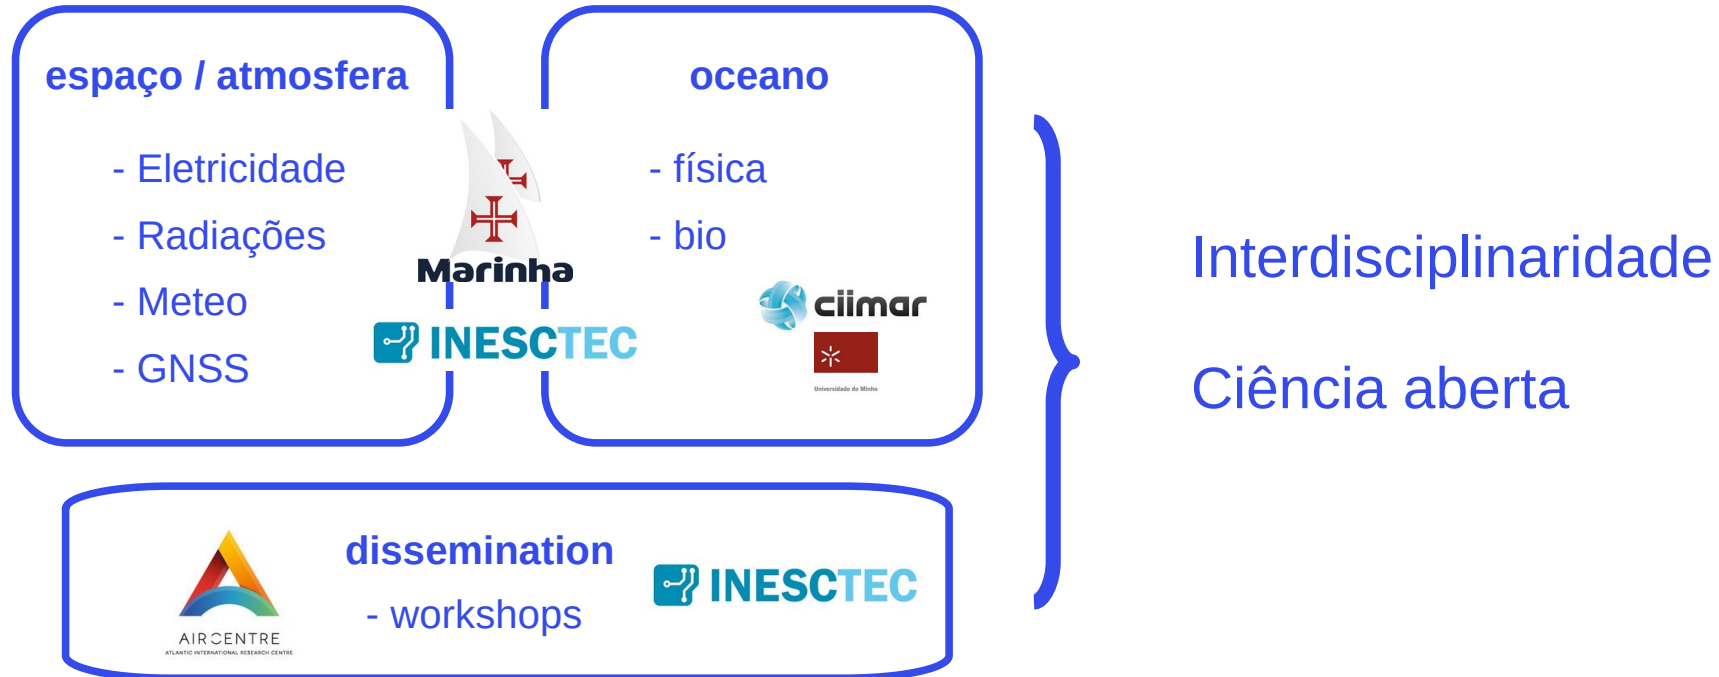 espaço / atmosfera
- Eletricidade
- Radiações
- Meteo
- GNSS
oceano
- física
- bio
Marinha
INESCTEC
ciimar
Universidade do Minho
dissemination
- workshops
AIRCENTRE
ATLANTIC INTERNATIONAL RESEARCH CENTRE
INESCTEC
Interdisciplinaridade
Ciência aberta